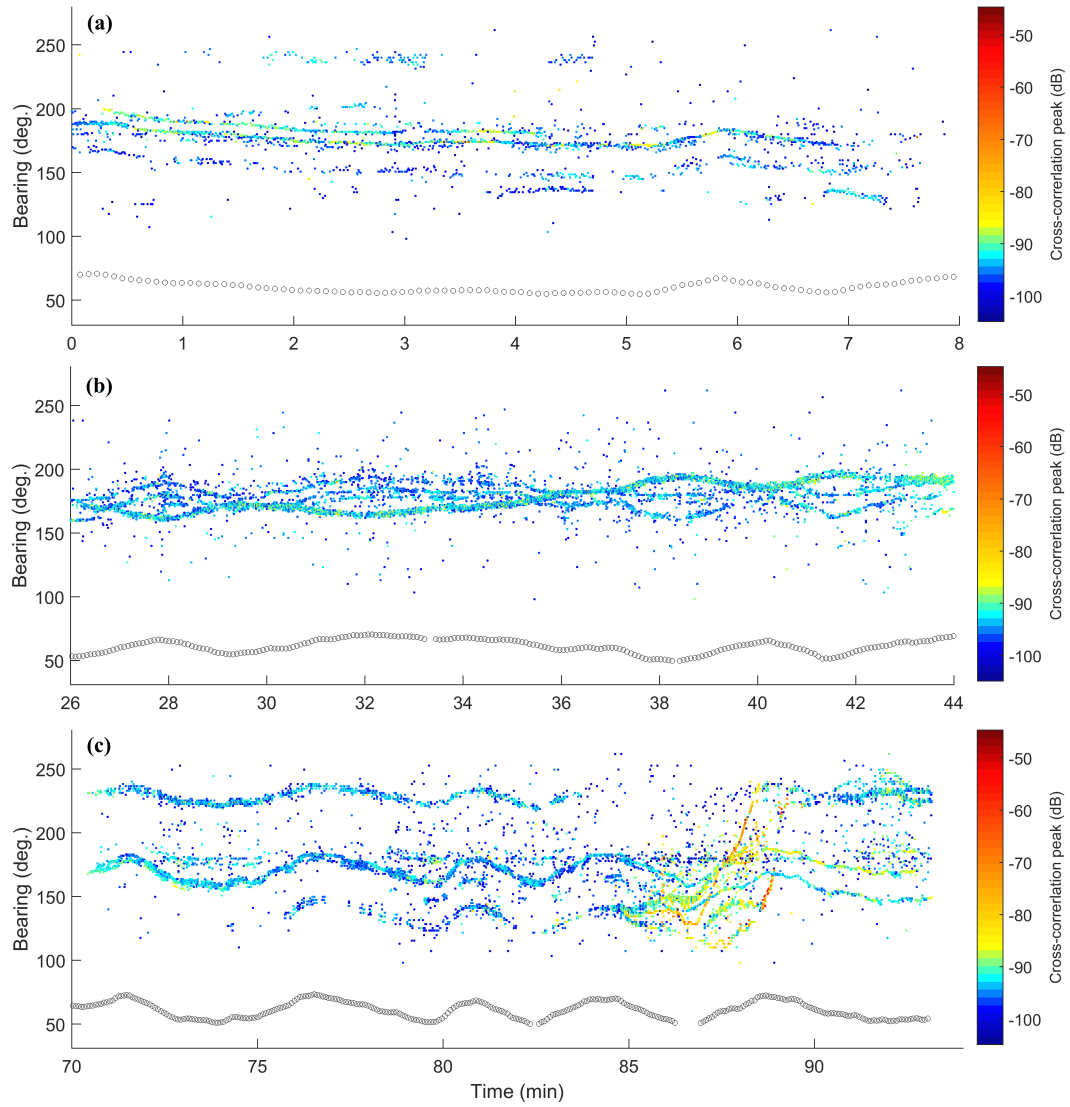 (a)
250
200
150
100
50
Bearing (deg.)
0 1 2 3 4 5 6 7 8
-50
-60
-70
-80
-90
-100
Cross-correrlation peak (dB)
(b)
250
200
150
100
50
Bearing (deg.)
26 28 30 32 34 36 38 40 42 44
-50
-60
-70
-80
-90
-100
Cross-correrlation peak (dB)
(c)
250
200
150
100
50
Bearing (deg.)
70 75 80 85 90
Time (min)
-50
-60
-70
-80
-90
-100
Cross-correrlation peak (dB)